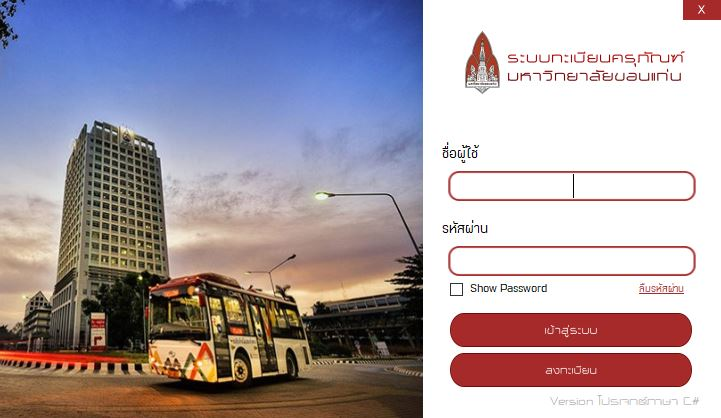 X
ระบบทะเบียนครุภัณฑ์
มหาวิทยาลัยขอนแก่น
ชื่อผู้ใช้
รหัสผ่าน
Show Password
ลืมรหัสผ่าน
เข้าสู่ระบบ
ลงทะเบียน
Version โปรเจกต์ภาษา C#